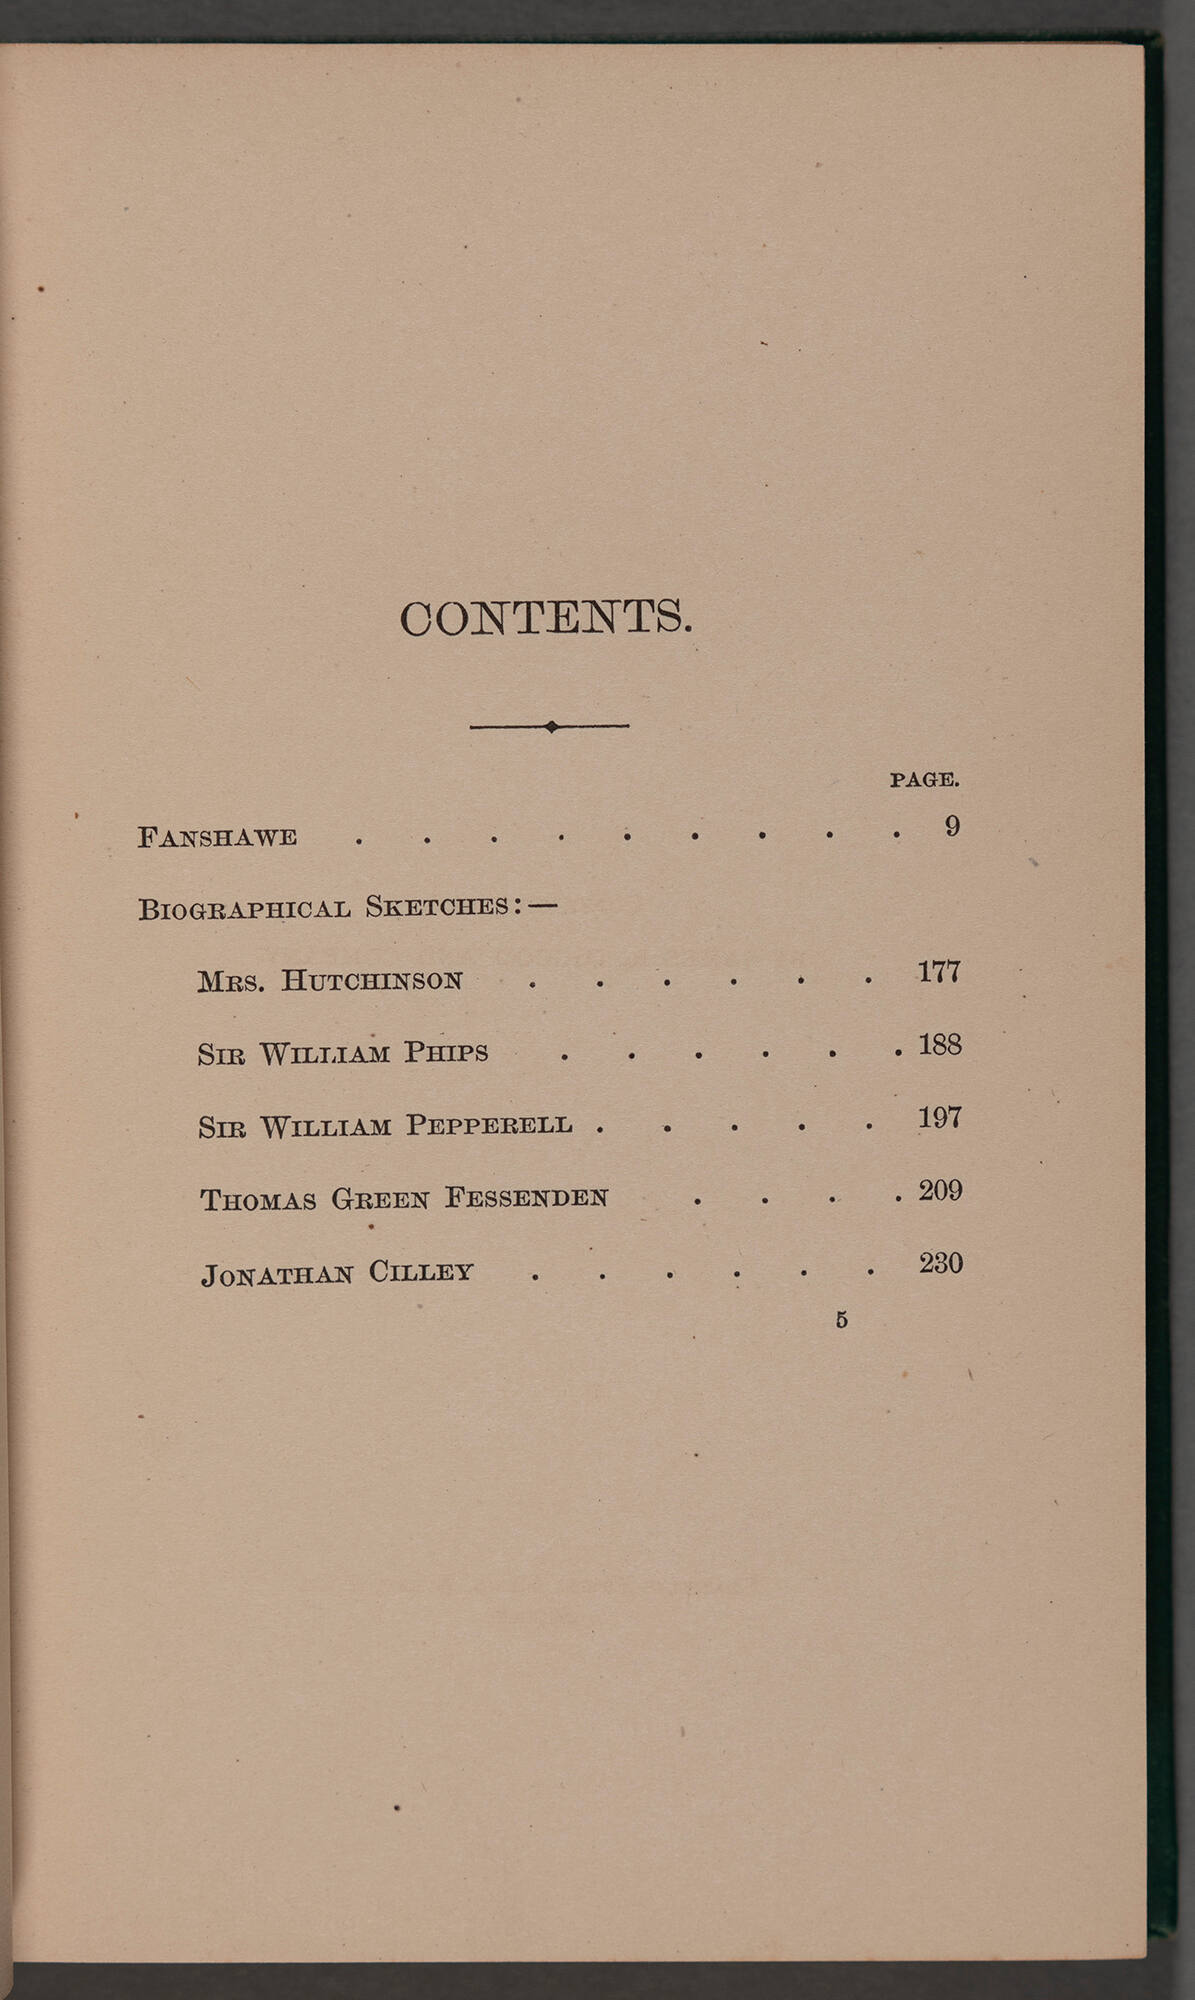 CONTENTS.
PAGE.
FANSHAWE . . . . . . . . . 9
BIOGRAPHICAL SKETCHES:—
MRS. HUTCHINSON . . . . . . 177
SIR WILLIAM PHIPS . . . . . . 188
SIR WILLIAM PEPPERELL . . . . . 197
THOMAS GREEN FESSENDEN . . . . 209
JONATHAN CILLEY . . . . . . 230
5